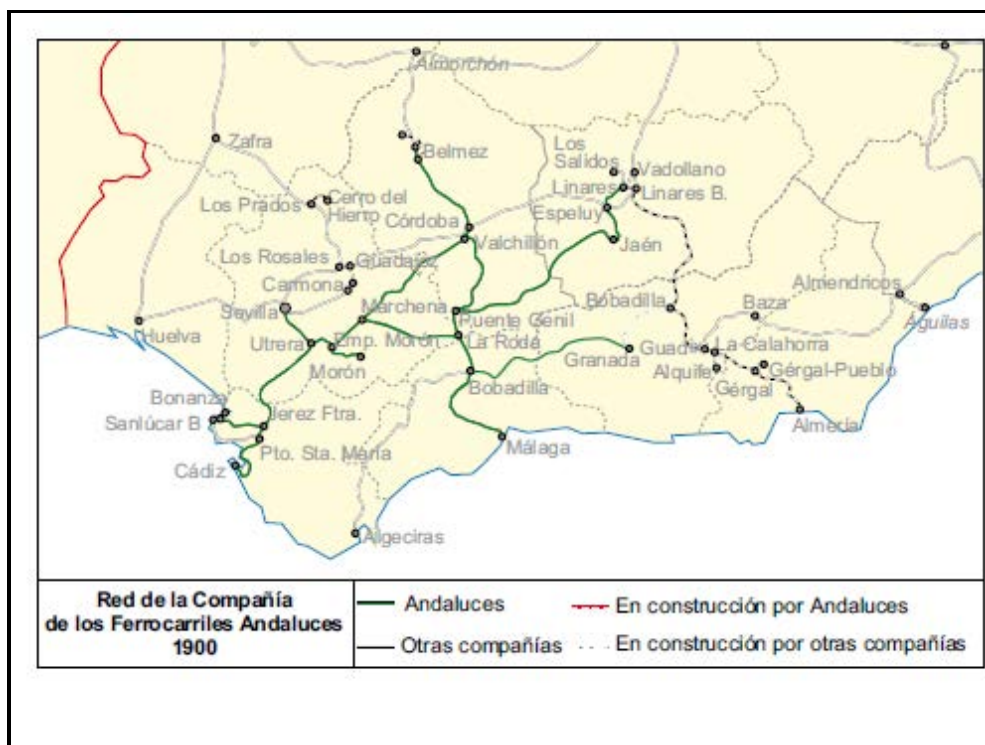 Almorchón
Zafra
Belmez
Los
Salidos
Vadollano
Linares
Linares B.
Los Prados
Cerro del
Hierro
Espeluy
Córdoba
Valchillón
Jaén
Los Rosales
Guadajoz
Carmona
Almendricos
Sevilla
Marchena
Bobadilla
Baza
Aguilas
Huelva
Puente Genil
Utrera
Emp. Morón
La Roda
Granada
La Calahorra
Morón
Alquife
Gérgal-Pueblo
Gérgal
Bobadilla
Bonanza
Sanlúcar B
Jerez Ftra.
Almería
Pto. Sta. María
Málaga
Cádiz
Algeciras
Red de la Compañía
de los Ferrocarriles Andaluces
1900
Andaluces
En construcción por Andaluces
Otras compañías
En construcción por otras compañías